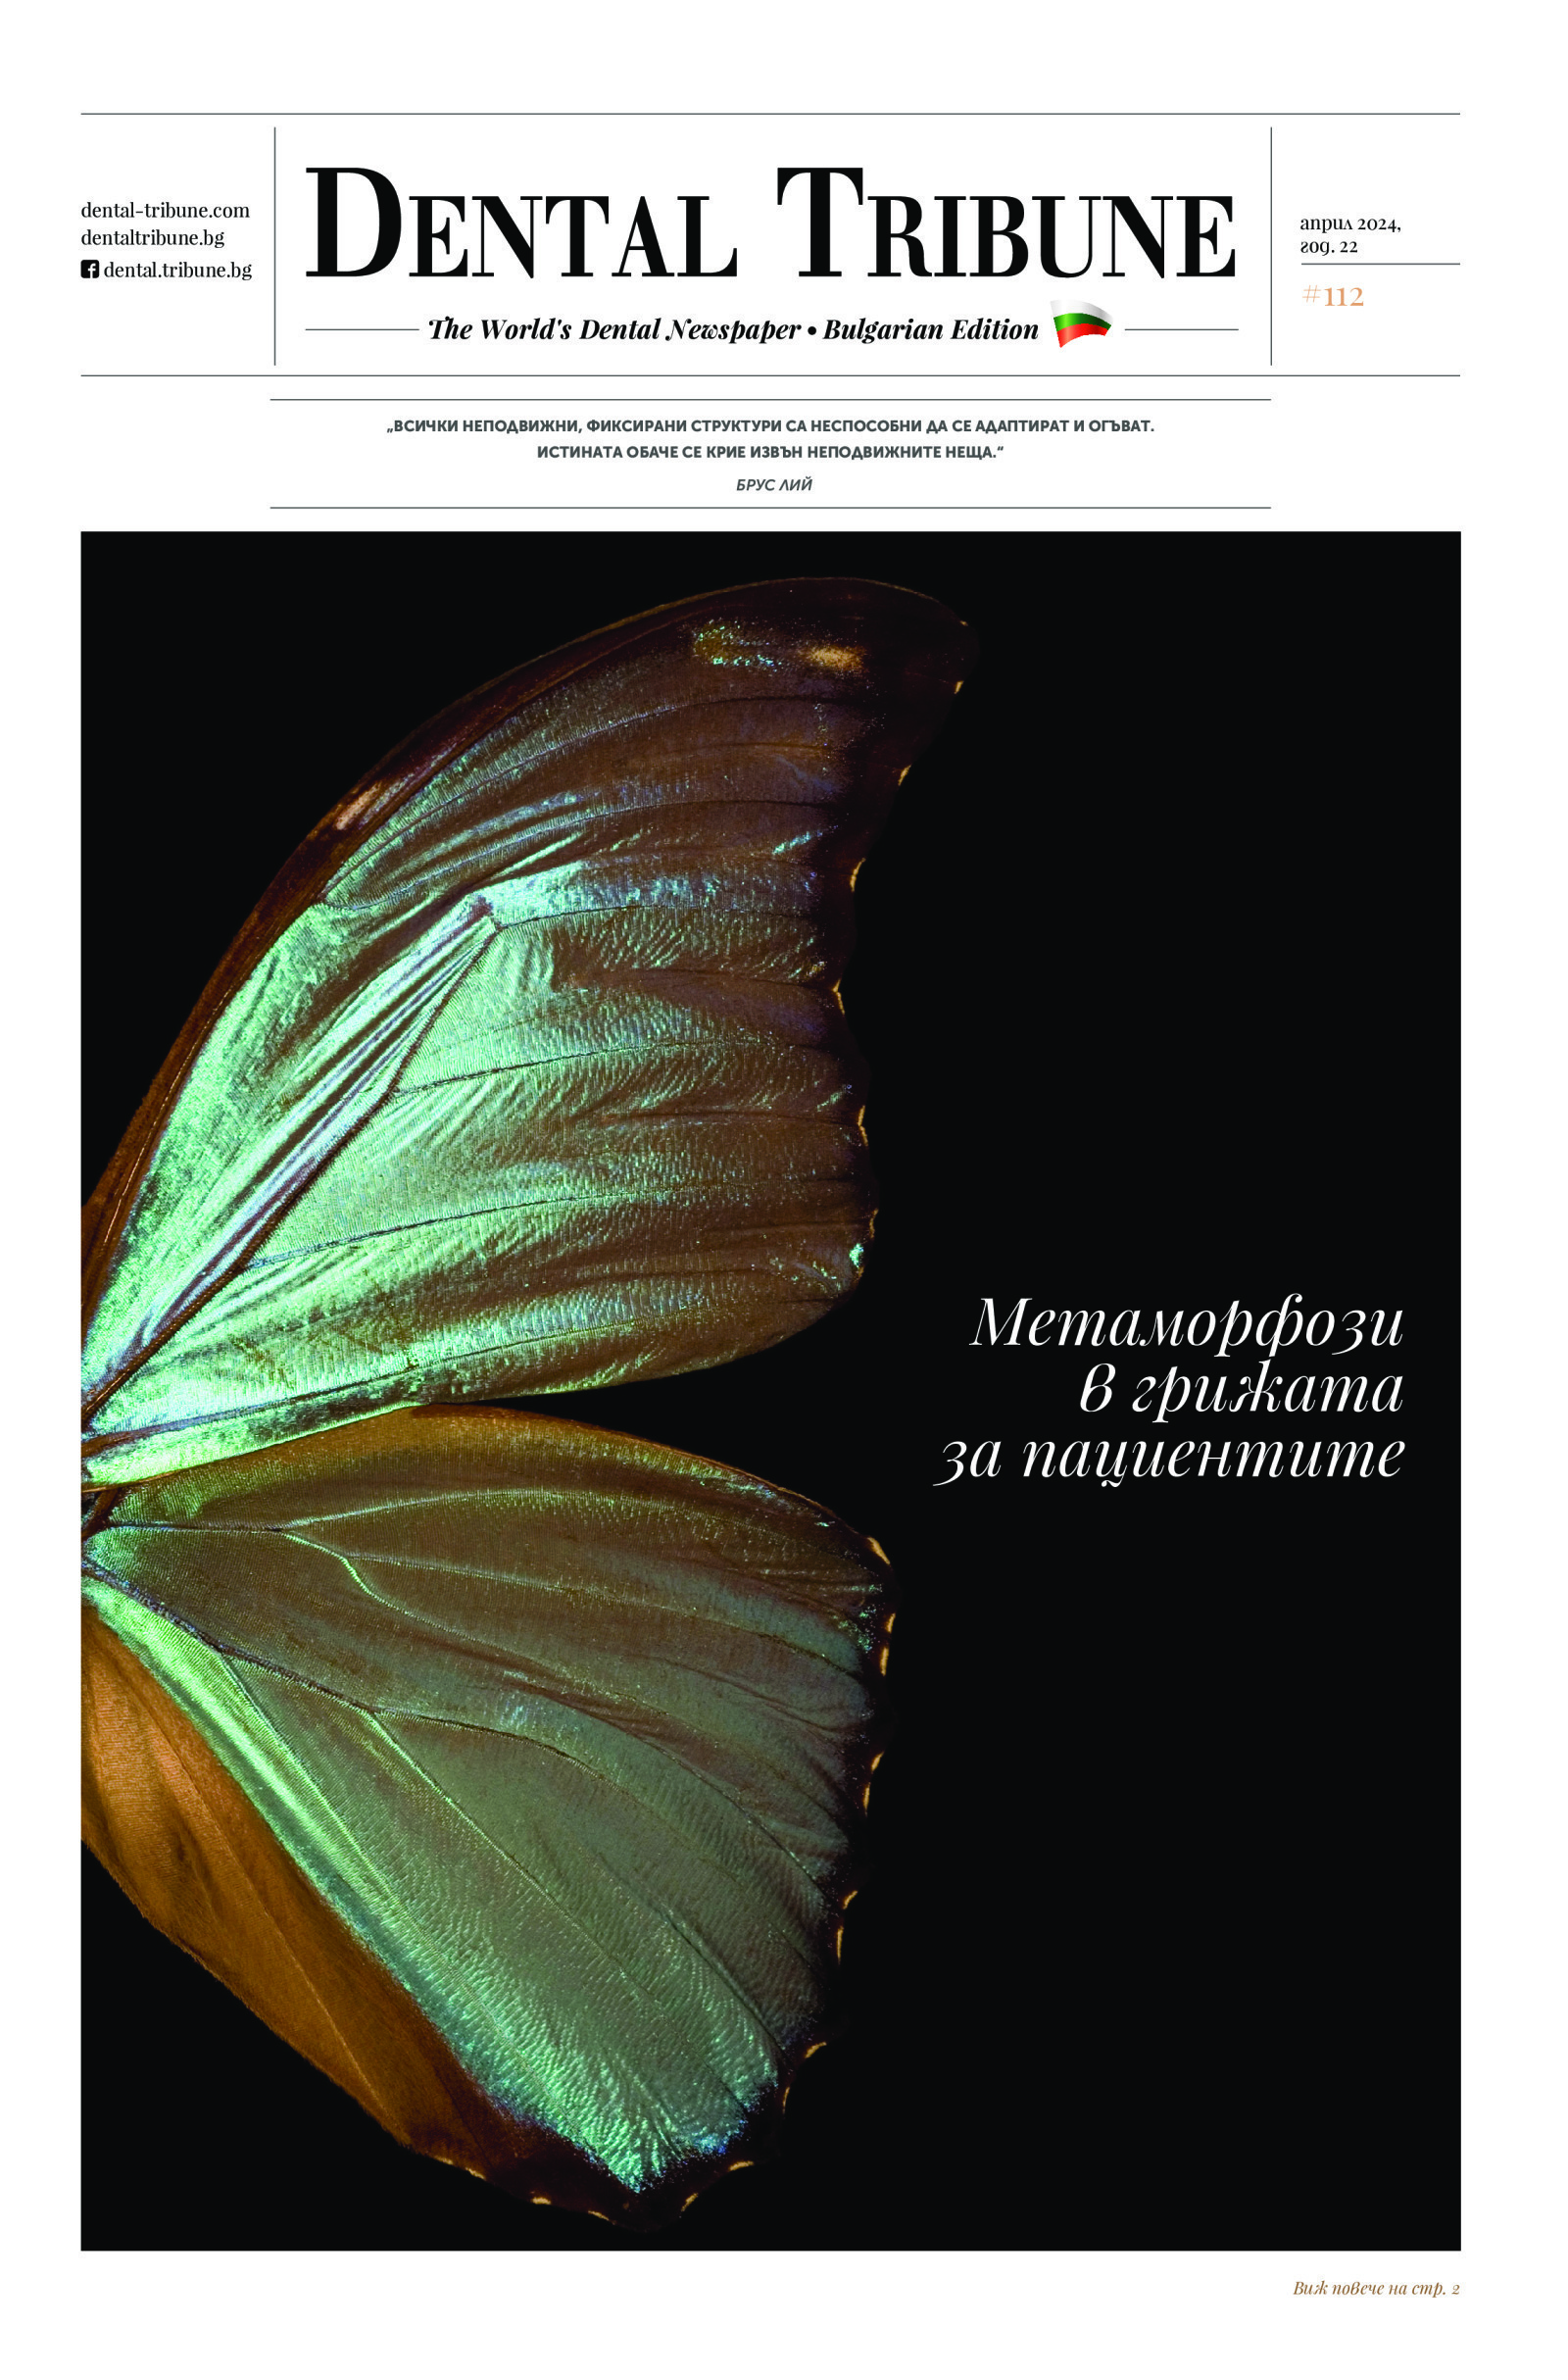 dental-tribune.com
dentaltribune.bg
dental.tribune.bg
DENTAL TRIBUNE
The World's Dental Newspaper • Bulgarian Edition
април 2024,
год. 22
#112
„ВСИЧКИ НЕПОДВИЖНИ, ФИКСИРАНИ СТРУКТУРИ СА НЕСПОСОБНИ ДА СЕ АДАПТИРАТ И ОГЪВАТ.
ИСТИНАТА ОБАЧЕ СЕ КРИЕ ИЗВЪН НЕПОДВИЖНИТЕ НЕЩА.“
БРУС ЛИЙ
Метаморфози
в грижата
за пациентите
Виж повече на стр. 2